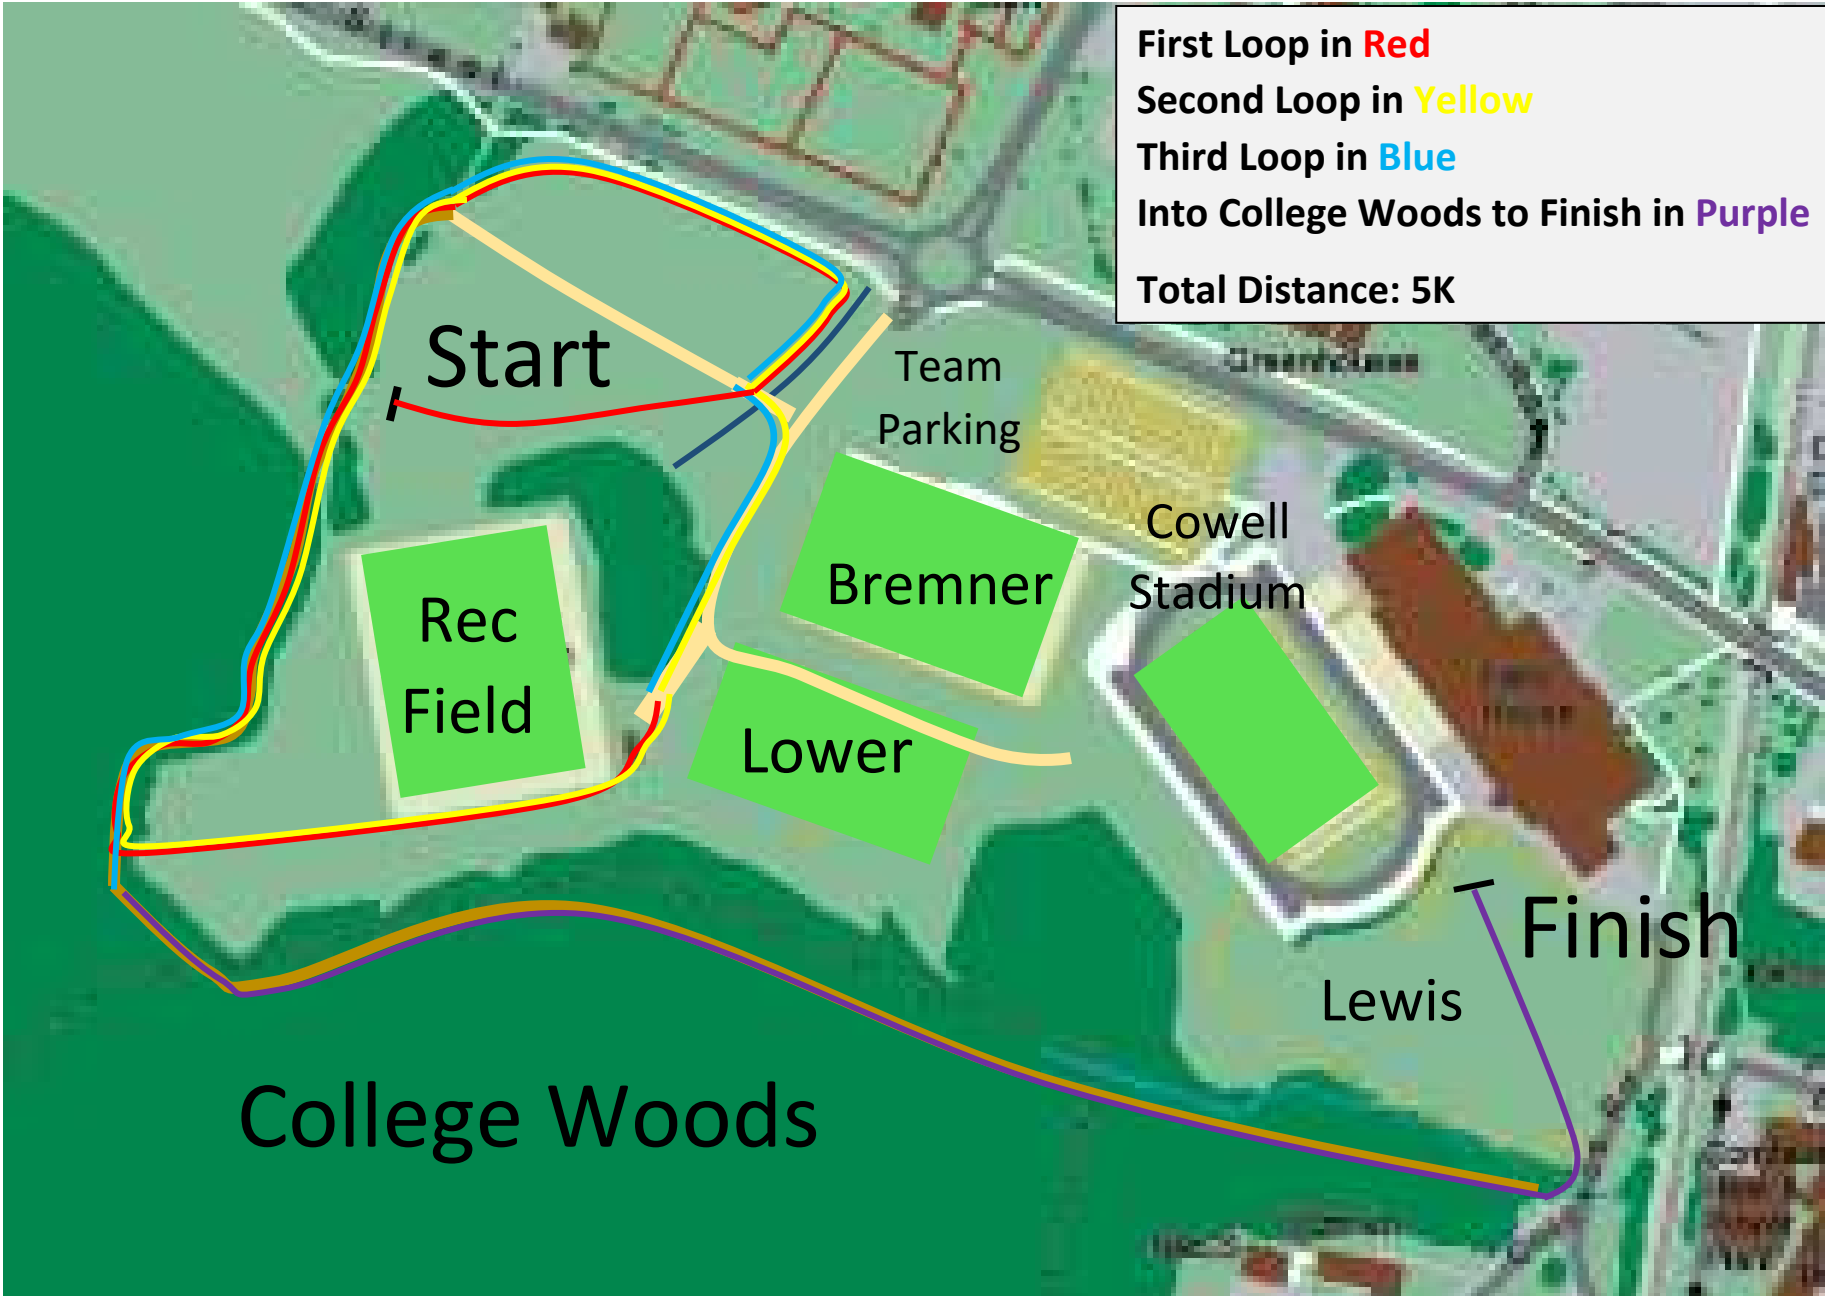 First Loop in Red
Second Loop in Yellow
Third Loop in Blue
Into College Woods to Finish in Purple
Total Distance: 5K
Start
Team
Parking
Greenhouses
Cowell
Stadium
Bremner
Rec
Field
Lower
Finish
Lewis
College Woods